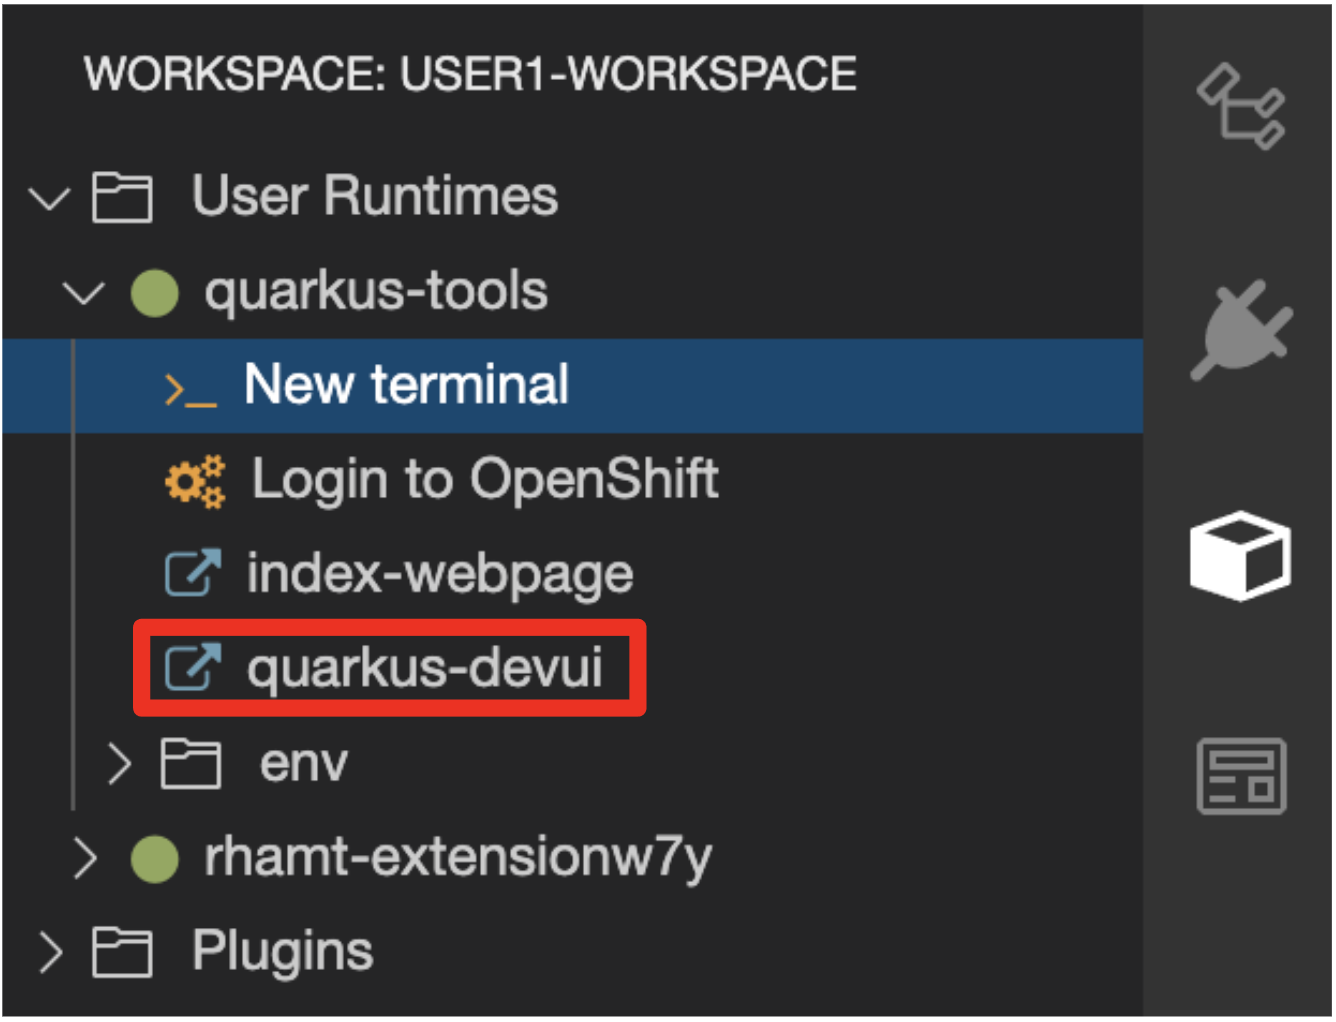 WORKSPACE: USER1-WORKSPACE
User Runtimes
quarkus-tools
>_ New terminal
Login to OpenShift
index-webpage
quarkus-devui
env
rhamt-extensionw7y
Plugins